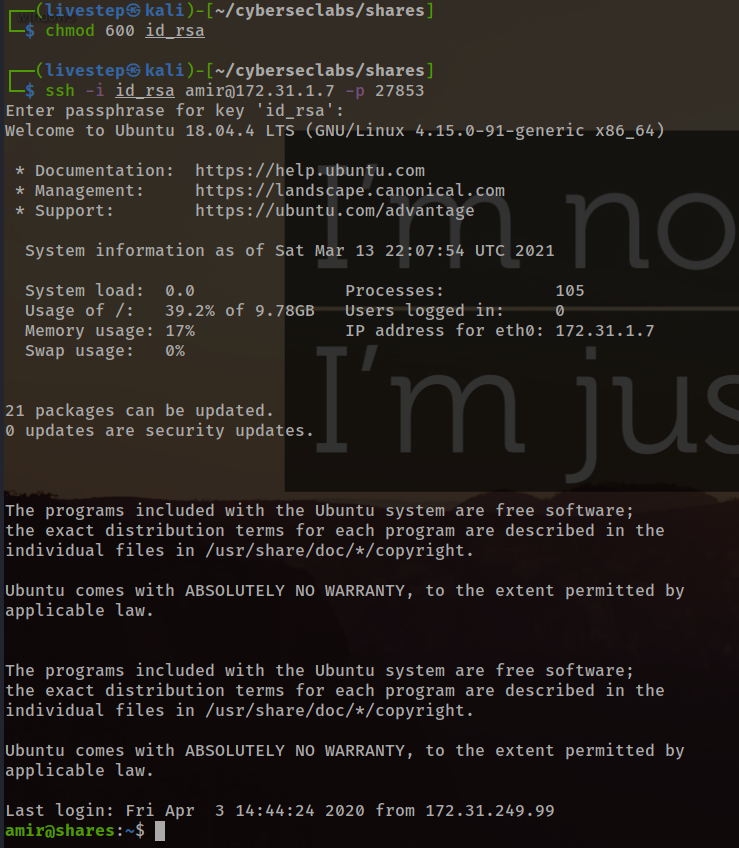 ┌──(livestep㉿kali)-[~/cyberseclabs/shares]
└─$ chmod 600 id_rsa
┌──(livestep㉿kali)-[~/cyberseclabs/shares]
└─$ ssh -i id_rsa amir@172.31.1.7 -p 27853
Enter passphrase for key 'id_rsa':
Welcome to Ubuntu 18.04.4 LTS (GNU/Linux 4.15.0-91-generic x86_64)
* Documentation:  https://help.ubuntu.com
* Management:     https://landscape.canonical.com
* Support:        https://ubuntu.com/advantage
System information as of Sat Mar 13 22:07:54 UTC 2021
System load:  0.0                Processes:           105
Usage of /:   39.2% of 9.78GB   Users logged in:     0
Memory usage: 17%               IP address for eth0: 172.31.1.7
Swap usage:   0%
21 packages can be updated.
0 updates are security updates.
The programs included with the Ubuntu system are free software;
the exact distribution terms for each program are described in the
individual files in /usr/share/doc/*/copyright.
Ubuntu comes with ABSOLUTELY NO WARRANTY, to the extent permitted by
applicable law.
The programs included with the Ubuntu system are free software;
the exact distribution terms for each program are described in the
individual files in /usr/share/doc/*/copyright.
Ubuntu comes with ABSOLUTELY NO WARRANTY, to the extent permitted by
applicable law.
Last login: Fri Apr  3 14:44:24 2020 from 172.31.249.99
amir@shares:~$
I'm no
I'm jus